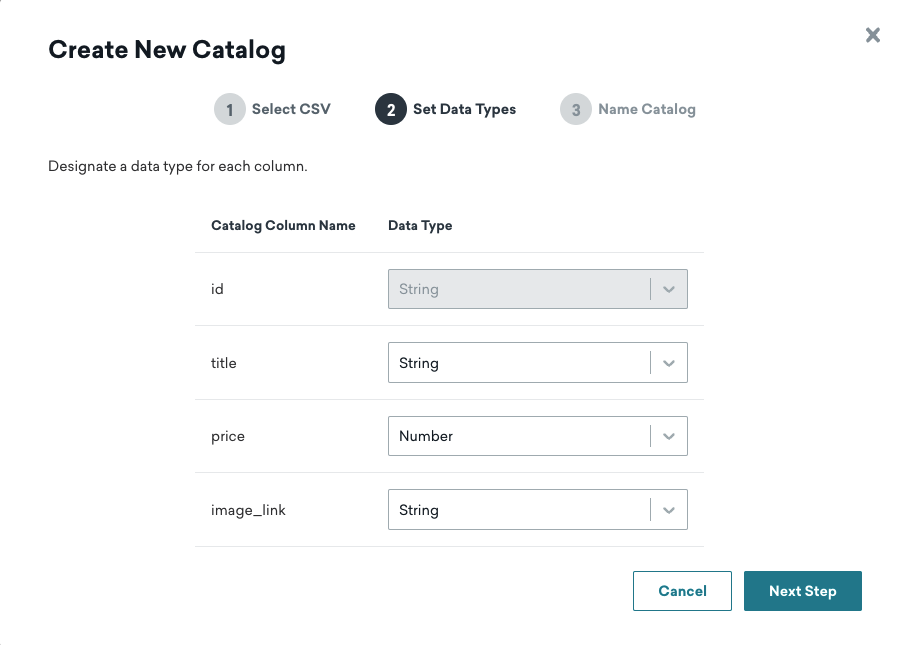 Create New Catalog
1 Select CSV 2 Set Data Types 3 Name Catalog
Designate a data type for each column.
Catalog Column Name Data Type
id String
title String
price Number
image_link String
Cancel Next Step